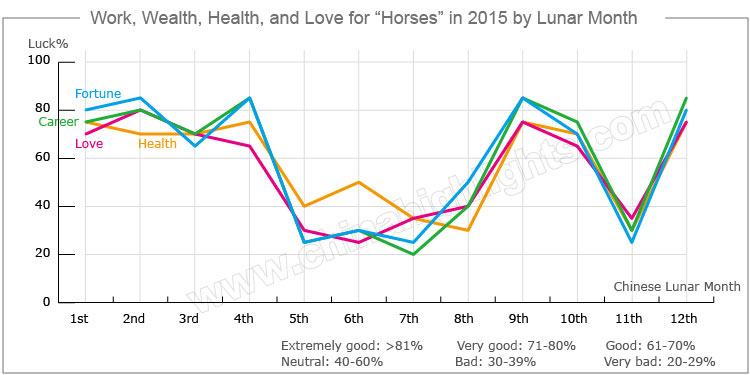 Work, Wealth, Health, and Love for “Horses” in 2015 by Lunar Month
Luck%
100
80
60
40
20
0
Fortune
Career
Love
Health
www.chinahighlights.com
Chinese Lunar Month
1st 2nd 3rd 4th 5th 6th 7th 8th 9th 10th 11th 12th
Extremely good: >81% Very good: 71-80% Good: 61-70%
Neutral: 40-60% Bad: 30-39% Very bad: 20-29%